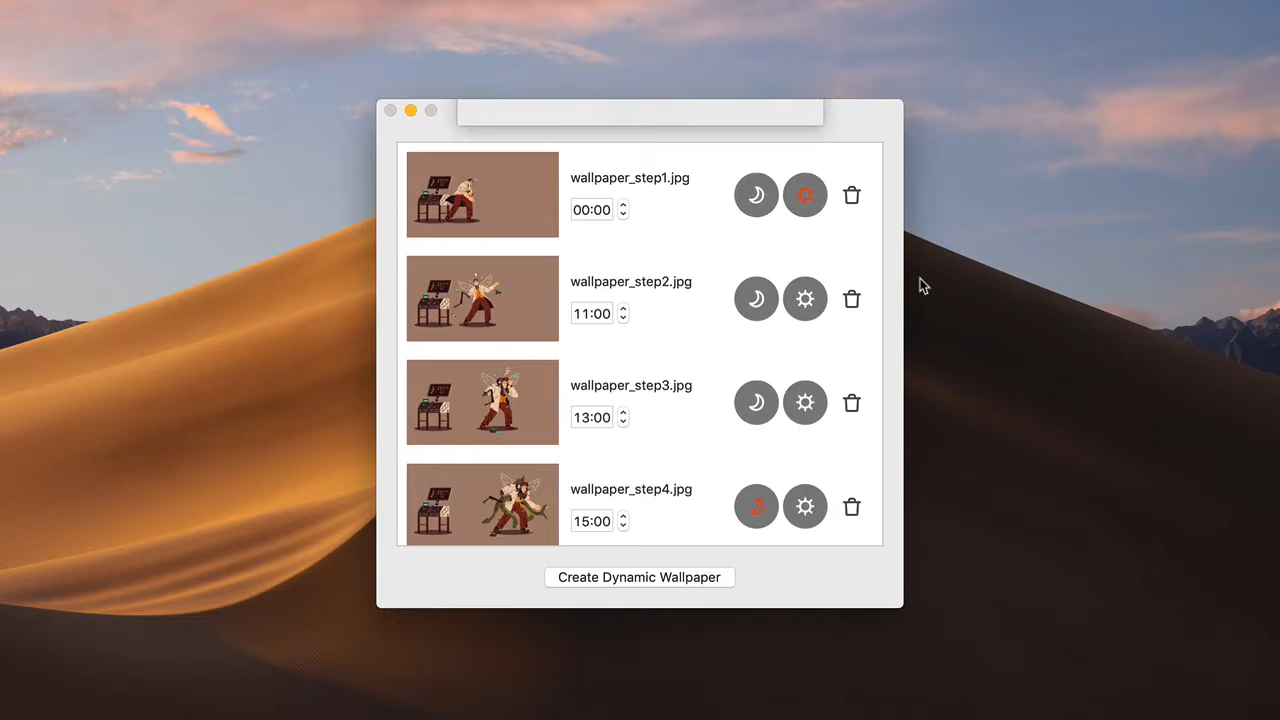 wallpaper_step1.jpg
00:00
wallpaper_step2.jpg
11:00
wallpaper_step3.jpg
13:00
wallpaper_step4.jpg
15:00
Create Dynamic Wallpaper